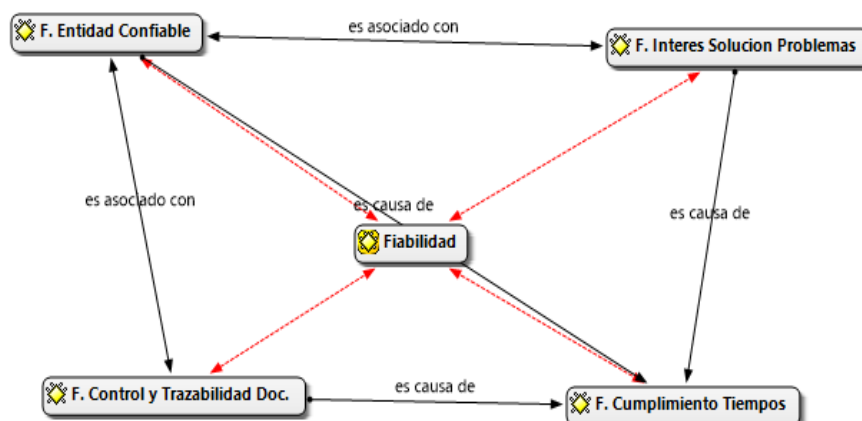 F. Entidad Confiable
es asociado con
F. Interes Solucion Problemas
es asociado con
es causa de
es causa de
Fiabilidad
F. Control y Trazabilidad Doc.
es causa de
F. Cumplimiento Tiempos